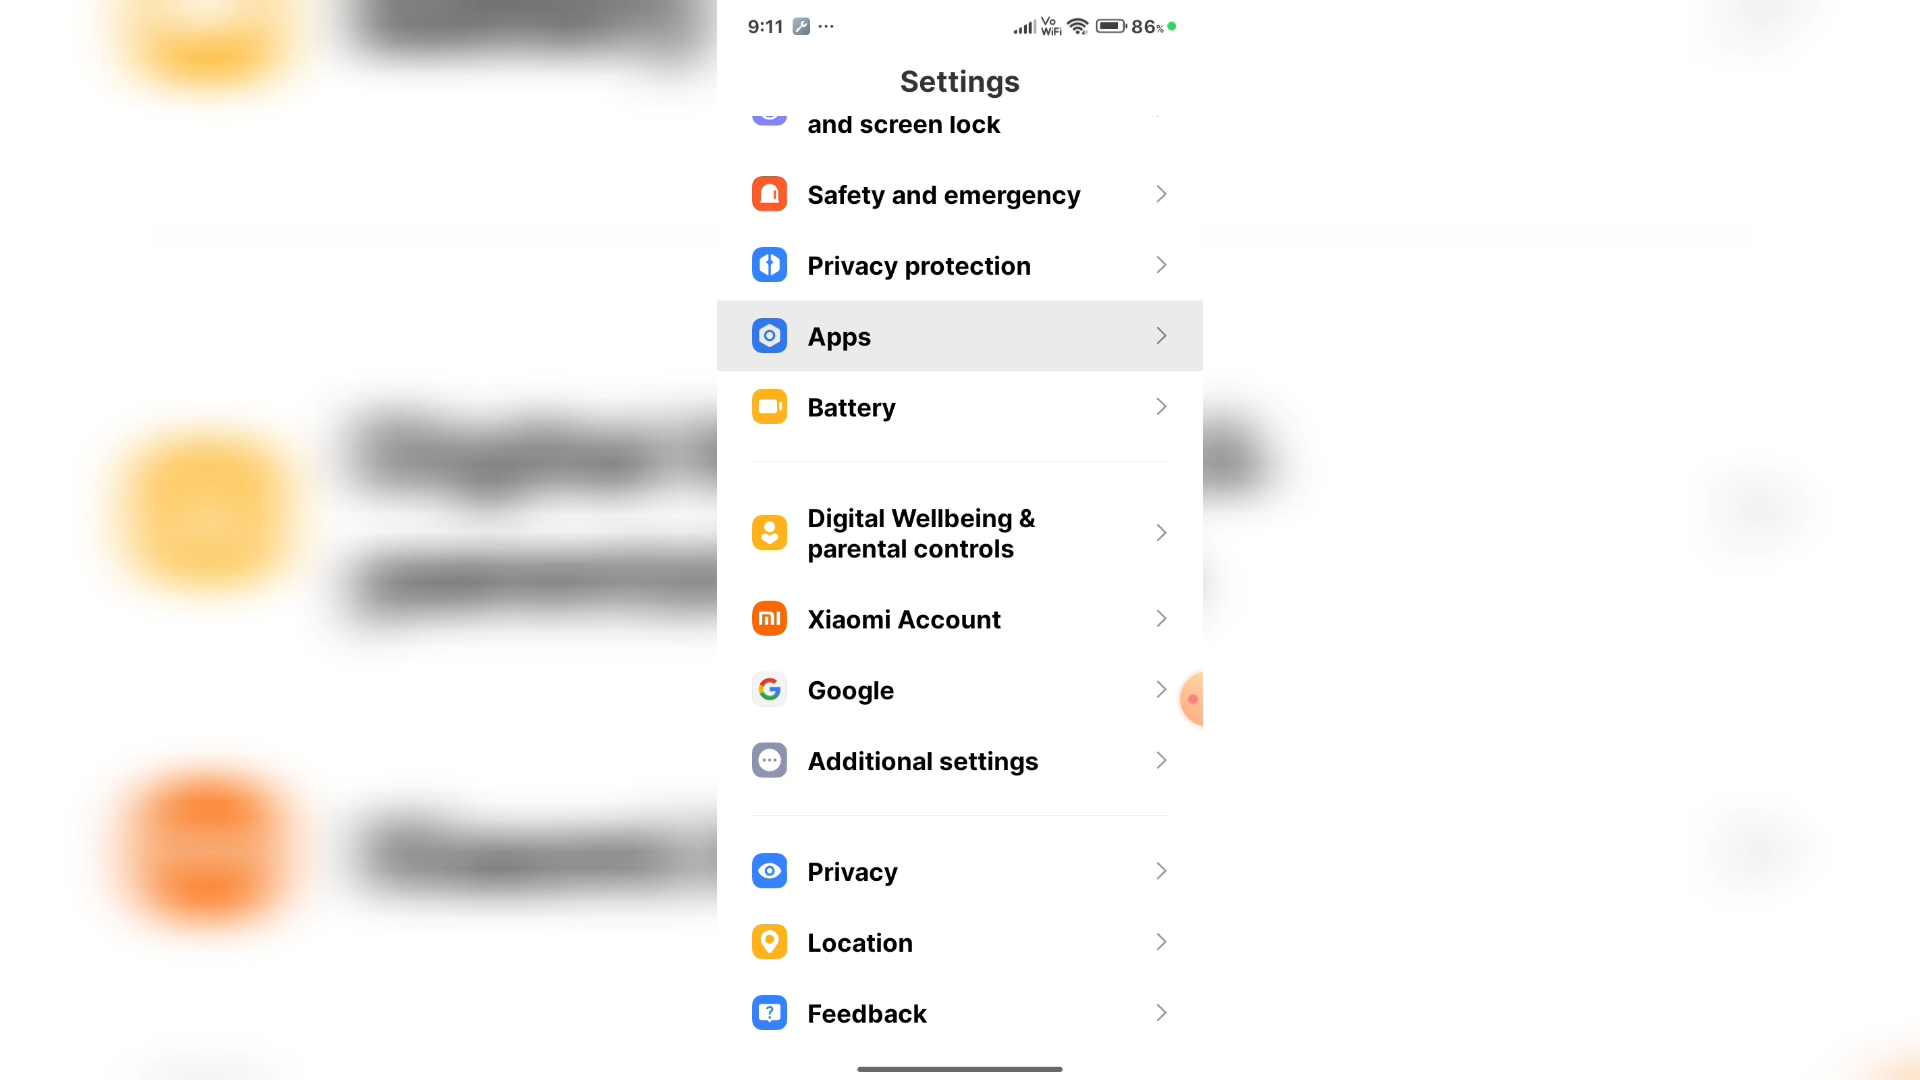 9:11
Vo
WiFi
86%
Settings
and screen lock
Safety and emergency
Privacy protection
Apps
Battery
Digital Wellbeing &
parental controls
Xiaomi Account
Google
Additional settings
Privacy
Location
Feedback